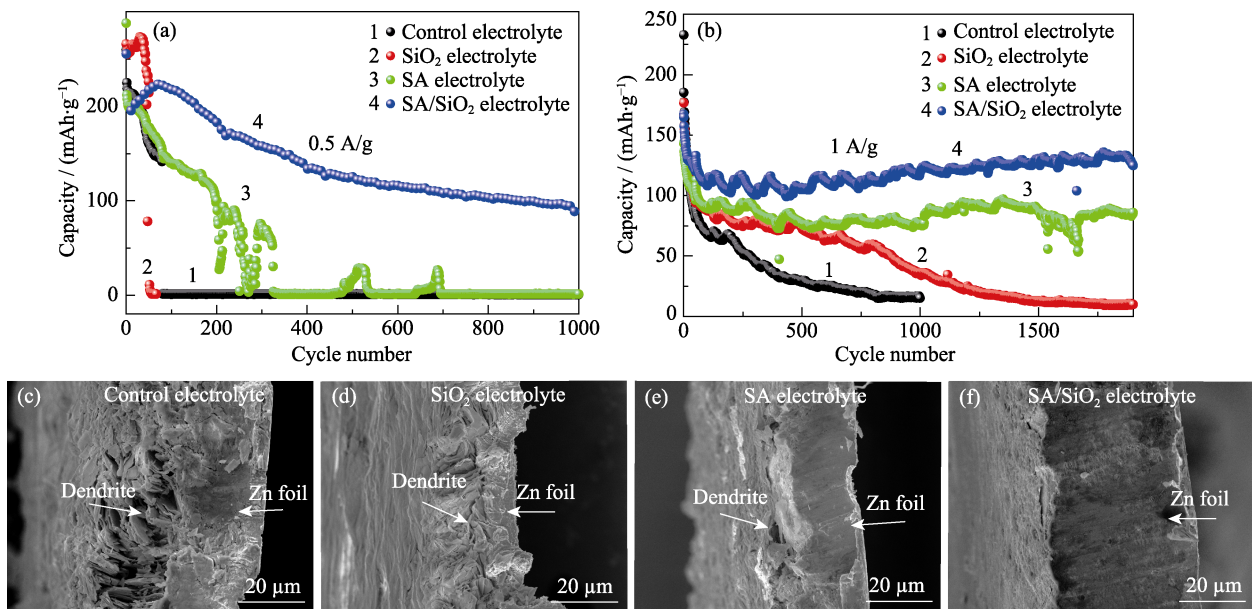 (a)
1 Control electrolyte
2 SiO₂ electrolyte
3 SA electrolyte
4 SA/SiO₂ electrolyte
200
100
0
Capacity / (mAh·g⁻¹)
4
0.5 A/g
3
2
1
0 200 400 600 800 1000
Cycle number
(b)
1 Control electrolyte
2 SiO₂ electrolyte
3 SA electrolyte
4 SA/SiO₂ electrolyte
250
200
150
100
50
0
Capacity / (mAh·g⁻¹)
1 A/g
4
3
2
1
0 500 1000 1500
Cycle number
(c) Control electrolyte
Dendrite
Zn foil
20 µm
(d) SiO₂ electrolyte
Dendrite
Zn foil
20 µm
(e) SA electrolyte
Dendrite
Zn foil
20 µm
(f) SA/SiO₂ electrolyte
Zn foil
20 µm